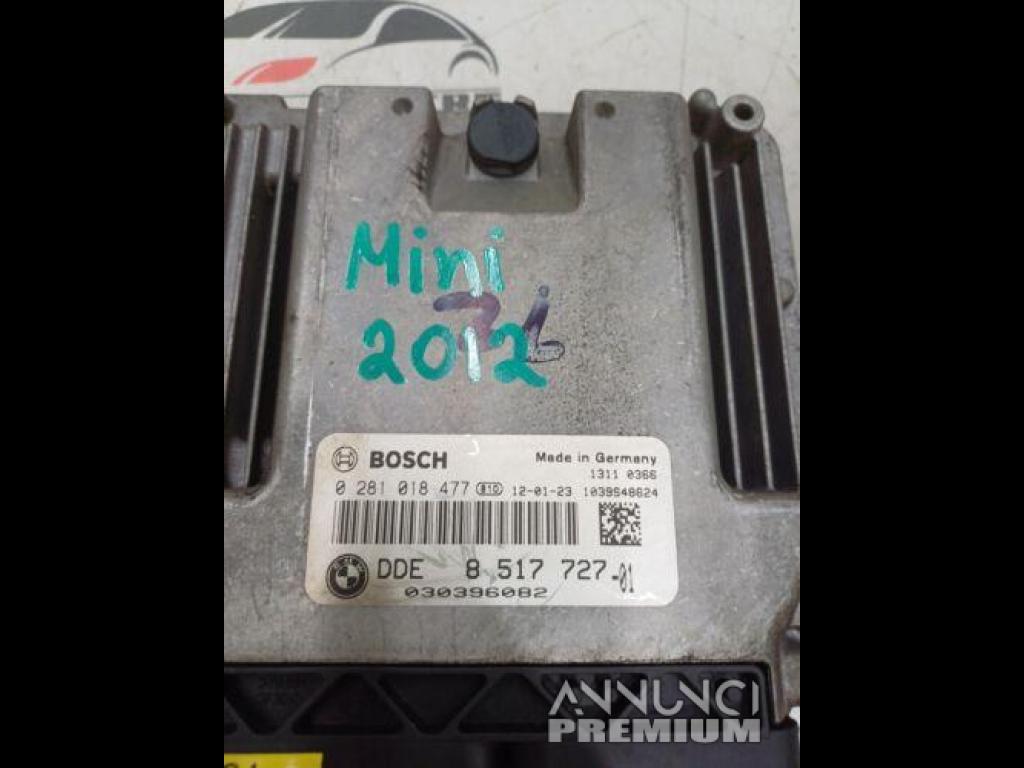 Mini
2012
BOSCH
Made in Germany
1311 0366
0 281 018 477 B10 12-01-23 1039S48624
DDE 8 517 727-01
030396082
ANNUNCI
PREMIUM